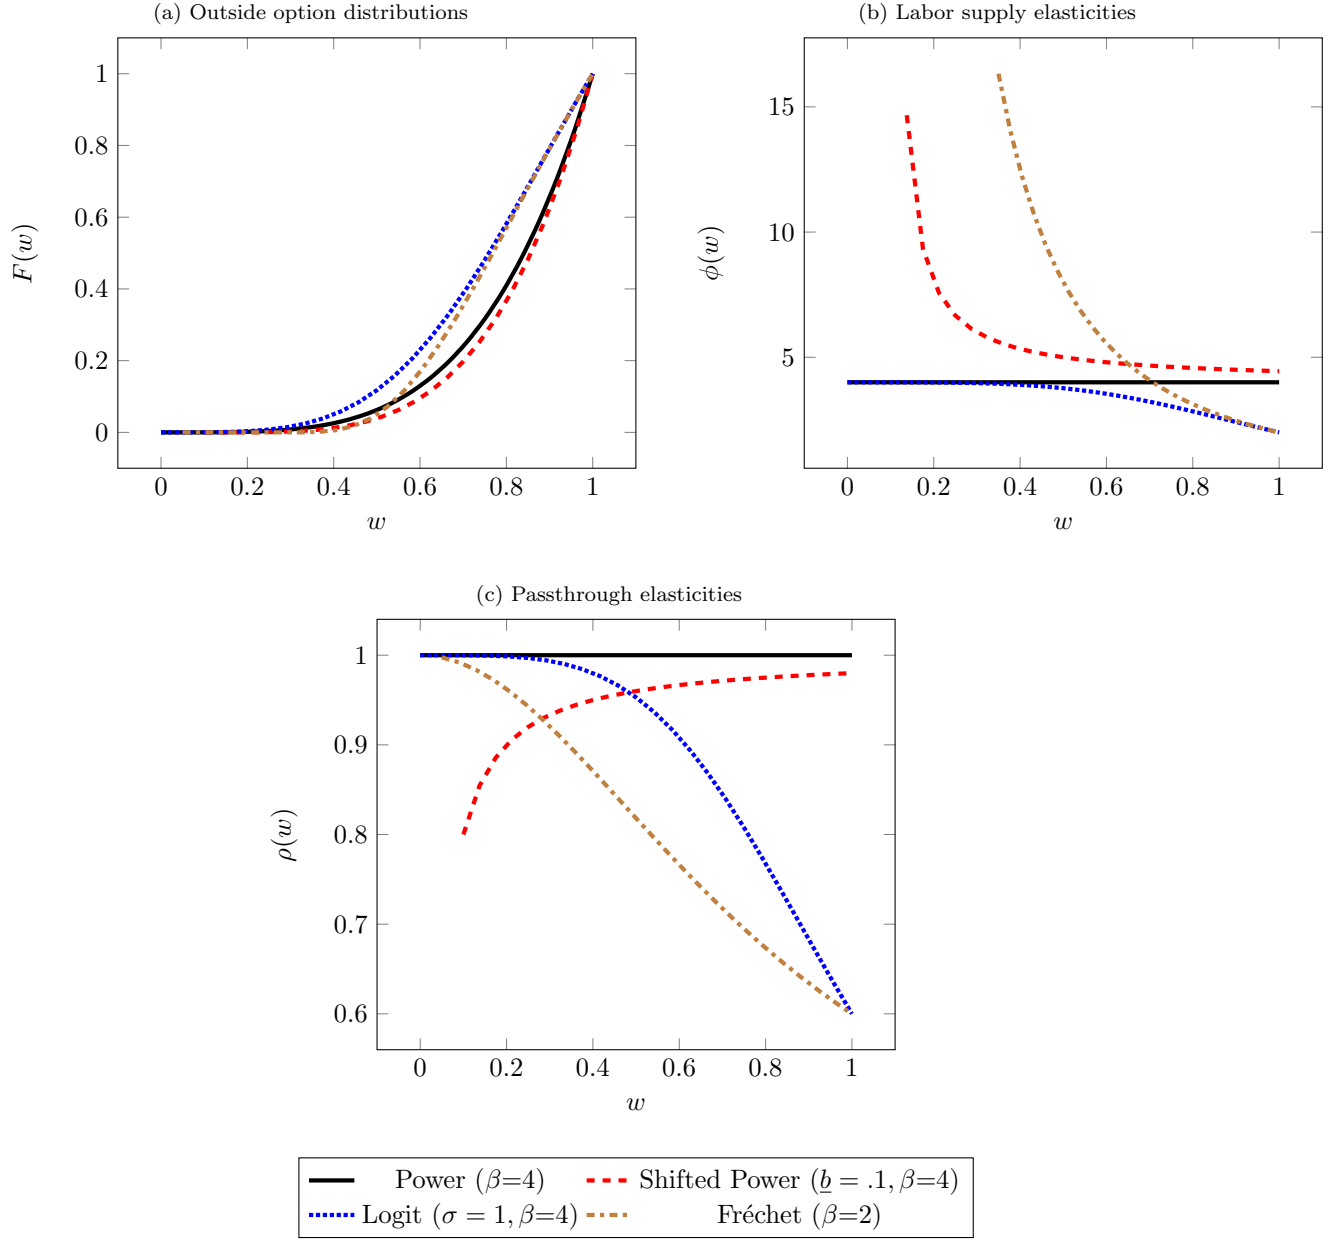 (a) Outside option distributions
1
0.8
0.6
0.4
0.2
0
F(w)
0 0.2 0.4 0.6 0.8 1
w
(b) Labor supply elasticities
15
10
5
ϕ(w)
0 0.2 0.4 0.6 0.8 1
w
(c) Passthrough elasticities
1
0.9
0.8
0.7
0.6
ρ(w)
0 0.2 0.4 0.6 0.8 1
w
Power (β=4) Shifted Power (b̲ = .1, β=4)
Logit (σ = 1, β=4) Fréchet (β=2)